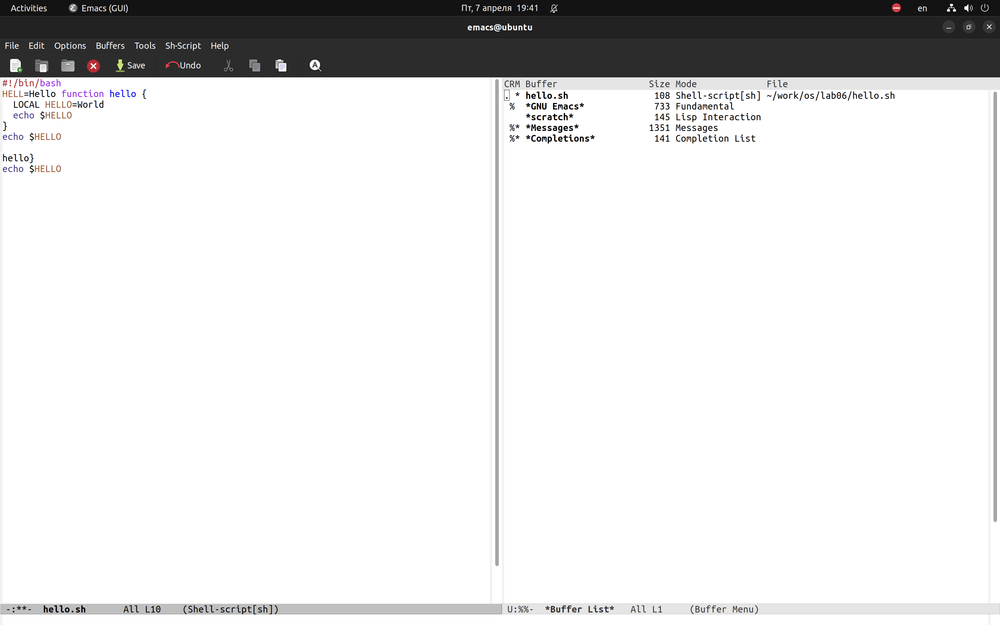 Activities Emacs (GUI) Пт, 7 апреля 19:41 en
emacs@ubuntu
File Edit Options Buffers Tools Sh-Script Help
Save Undo
#!/bin/bash
HELL=Hello function hello {
  LOCAL HELLO=World
  echo $HELLO
}
echo $HELLO
hello}
echo $HELLO
CRM Buffer Size Mode File
. * hello.sh 108 Shell-script[sh] ~/work/os/lab06/hello.sh
% *GNU Emacs* 733 Fundamental
*scratch* 145 Lisp Interaction
%* *Messages* 1351 Messages
%* *Completions* 141 Completion List
-:**- hello.sh All L10 (Shell-script[sh])
U:%%- *Buffer List* All L1 (Buffer Menu)